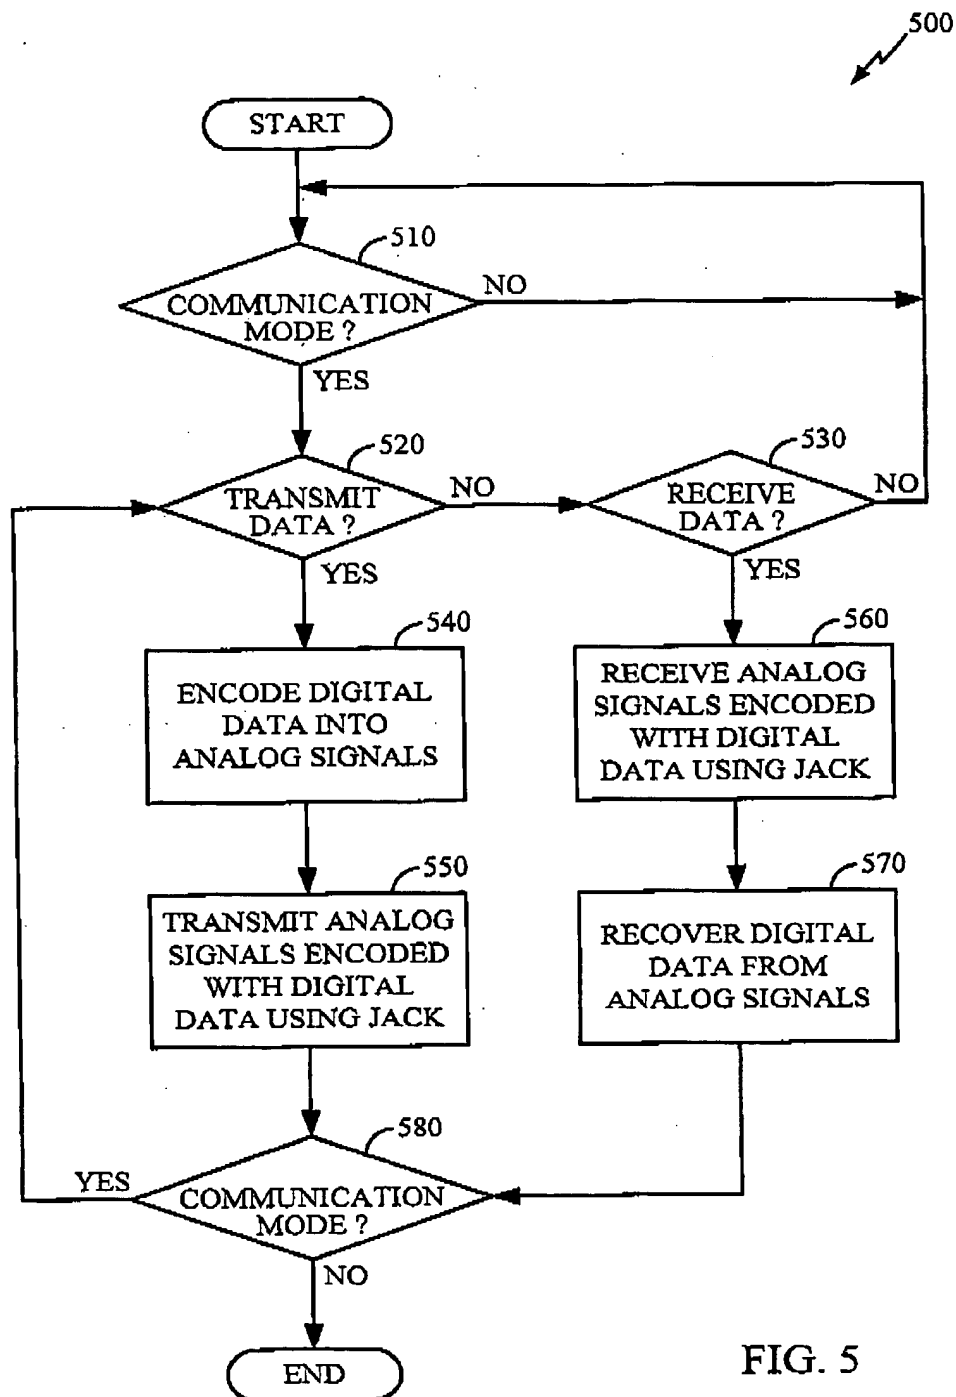 500
START
510
COMMUNICATION
MODE ?
NO
YES
520
TRANSMIT
DATA ?
NO
YES
530
RECEIVE
DATA ?
NO
YES
540
ENCODE DIGITAL
DATA INTO
ANALOG SIGNALS
560
RECEIVE ANALOG
SIGNALS ENCODED
WITH DIGITAL
DATA USING JACK
550
TRANSMIT ANALOG
SIGNALS ENCODED
WITH DIGITAL
DATA USING JACK
570
RECOVER DIGITAL
DATA FROM
ANALOG SIGNALS
580
YES
COMMUNICATION
MODE ?
NO
END
FIG. 5